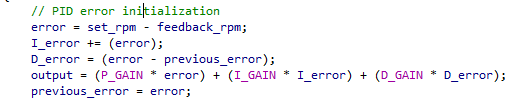 // PID error initialization
error = set_rpm - feedback_rpm;
I_error += (error);
D_error = (error - previous_error);
output = (P_GAIN * error) + (I_GAIN * I_error) + (D_GAIN * D_error);
previous_error = error;